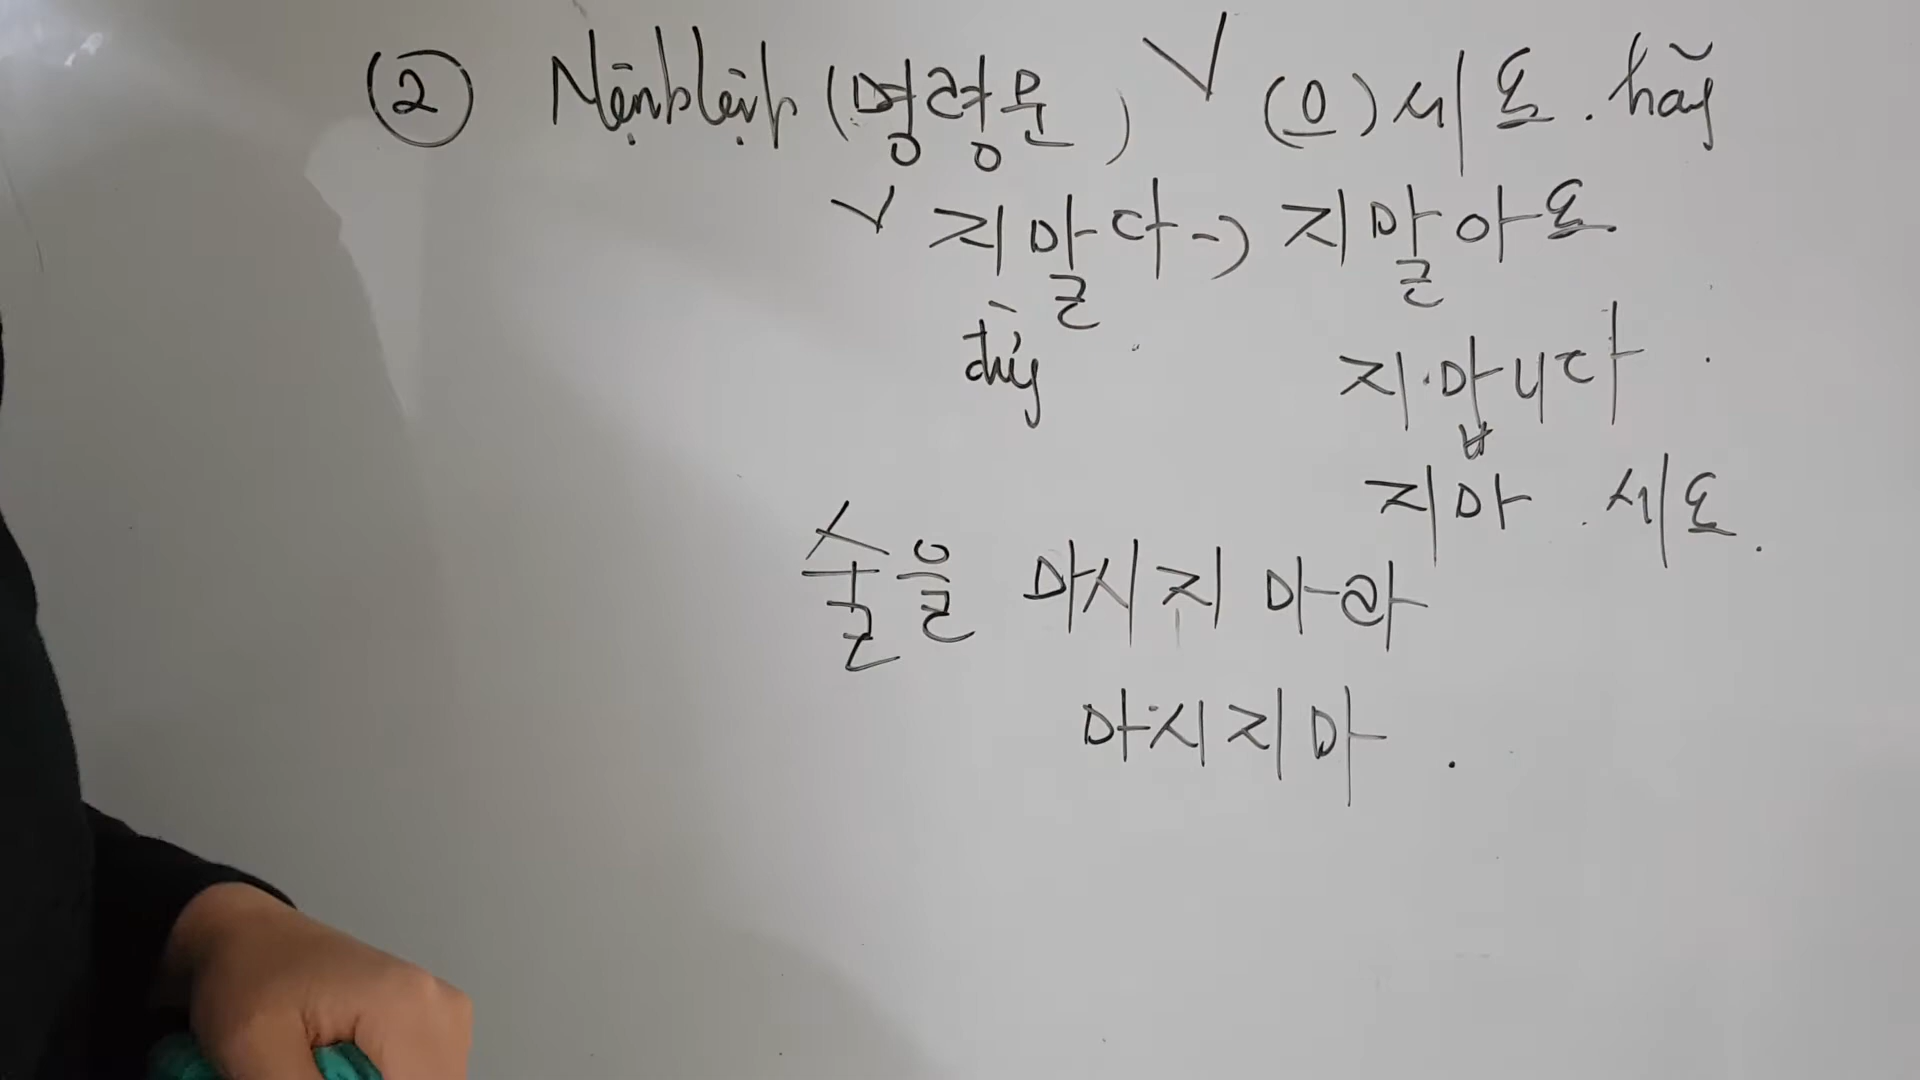 ② Mệnh lệnh (명령문) V (으)세요. hãy
V 지말다 -> 지말아요
đừng
지맙니다
지마세요.
술을 마시지 마라
마시지마.